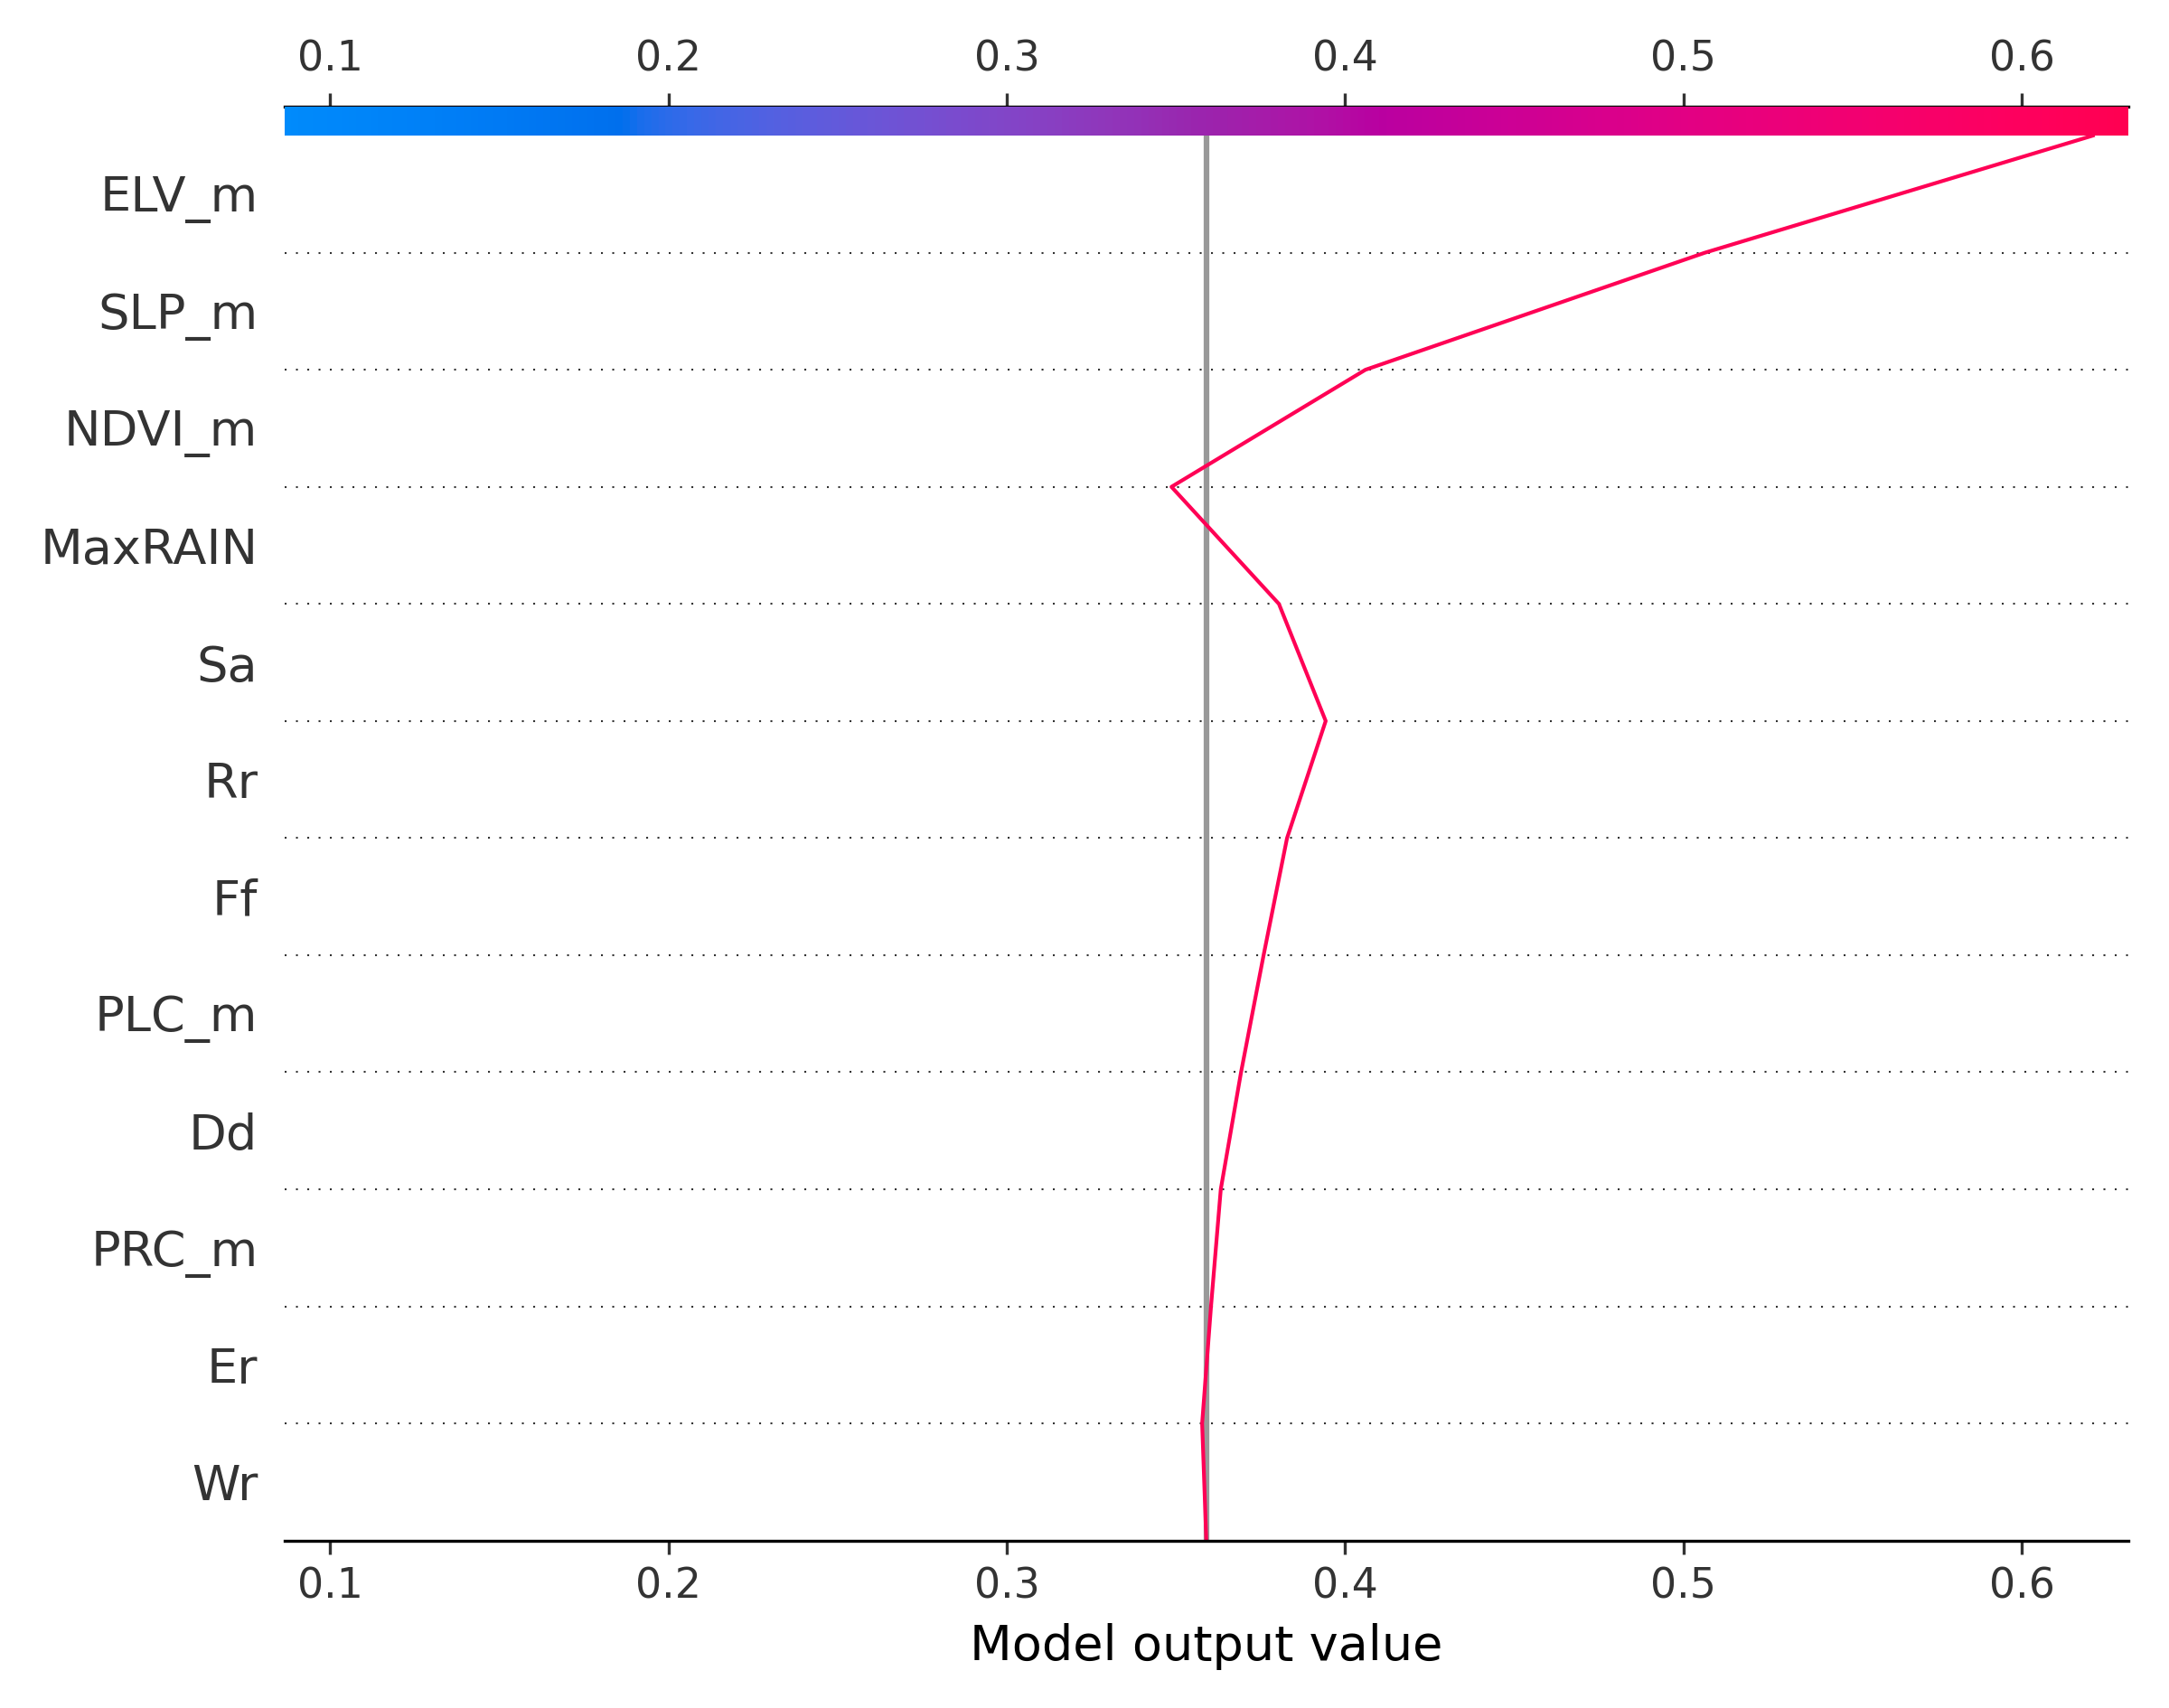 0.1 0.2 0.3 0.4 0.5 0.6
ELV_m
SLP_m
NDVI_m
MaxRAIN
Sa
Rr
Ff
PLC_m
Dd
PRC_m
Er
Wr
0.1 0.2 0.3 0.4 0.5 0.6
Model output value